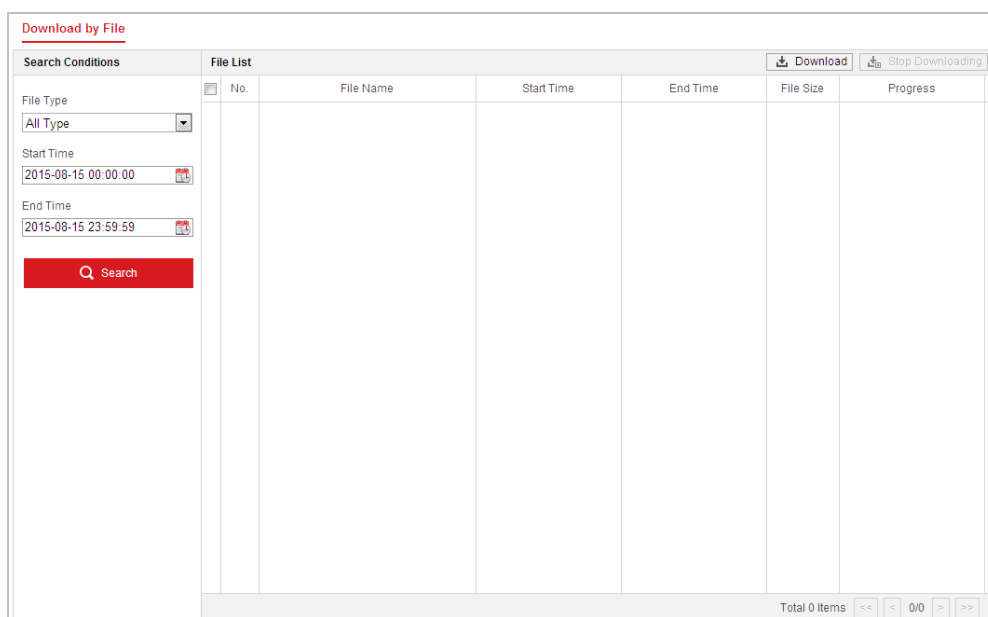 Download by File
Search Conditions
File Type
All Type
Start Time
2015-08-15 00:00:00
End Time
2015-08-15 23:59:59
Search
File List
Download
Stop Downloading
No. File Name Start Time End Time File Size Progress
Total 0 Items << < 0/0 > >>